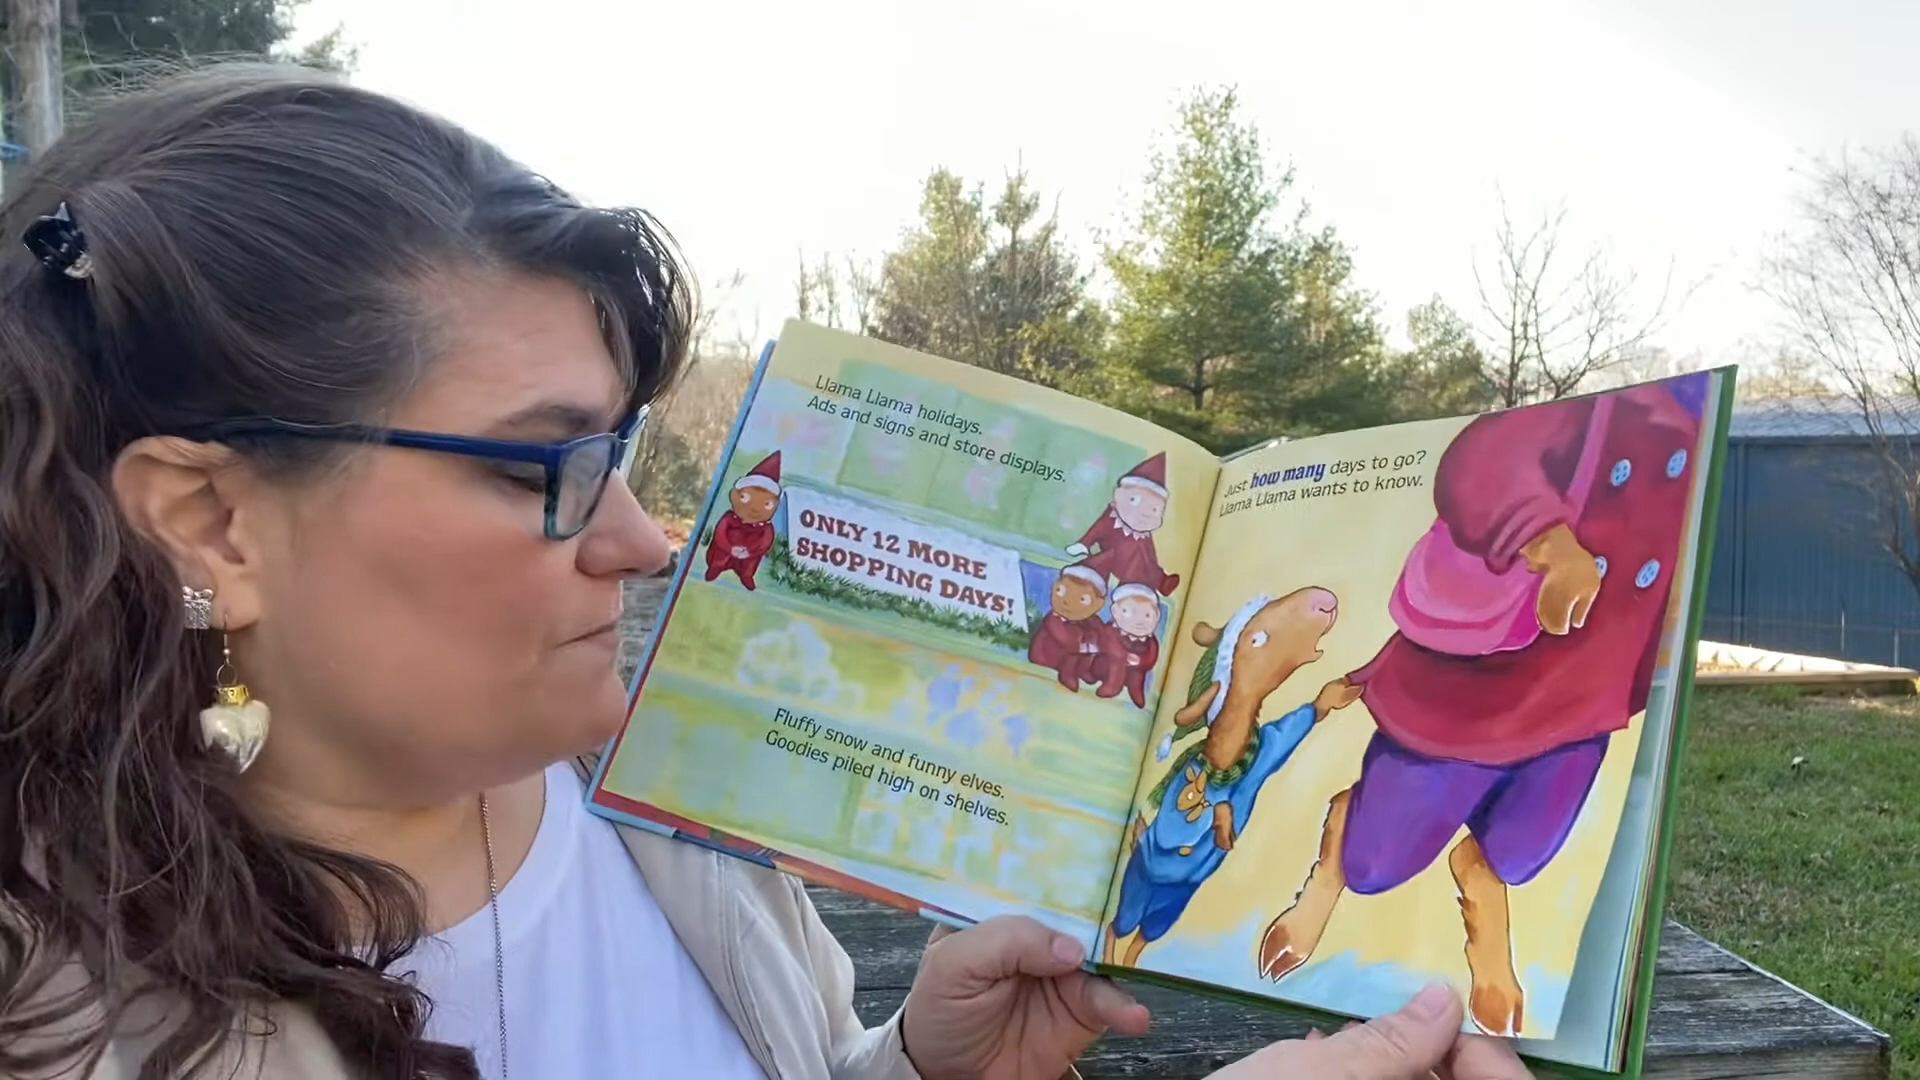 Llama Llama holidays.
Ads and signs and store displays.
ONLY 12 MORE
SHOPPING DAYS!
Fluffy snow and funny elves.
Goodies piled high on shelves.
Just how many days to go?
Llama Llama wants to know.